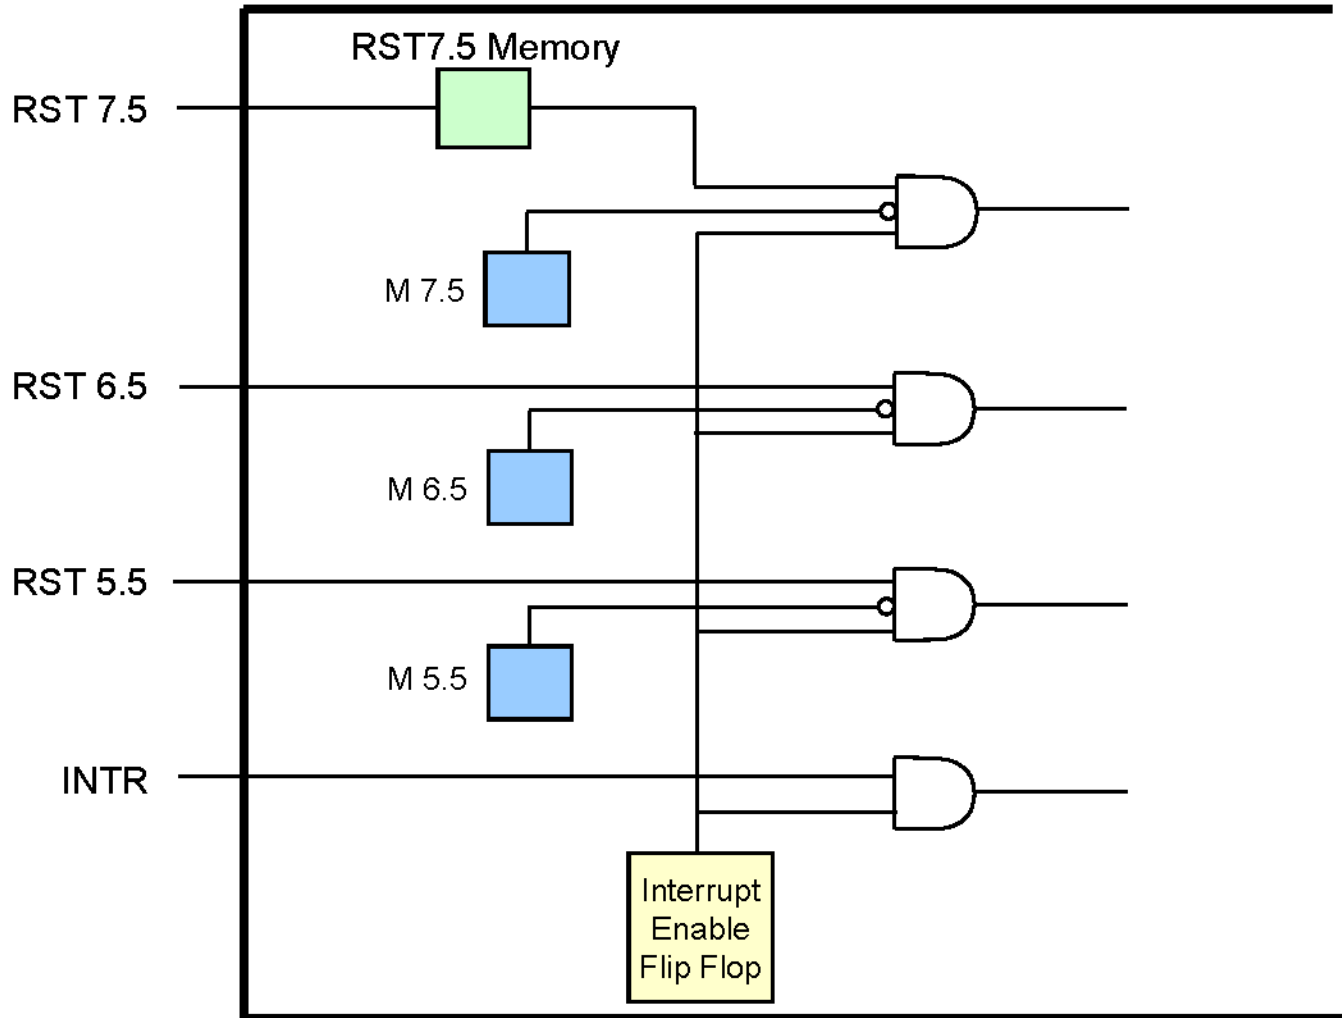 RST7.5 Memory
RST 7.5
M 7.5
RST 6.5
M 6.5
RST 5.5
M 5.5
INTR
Interrupt
Enable
Flip Flop